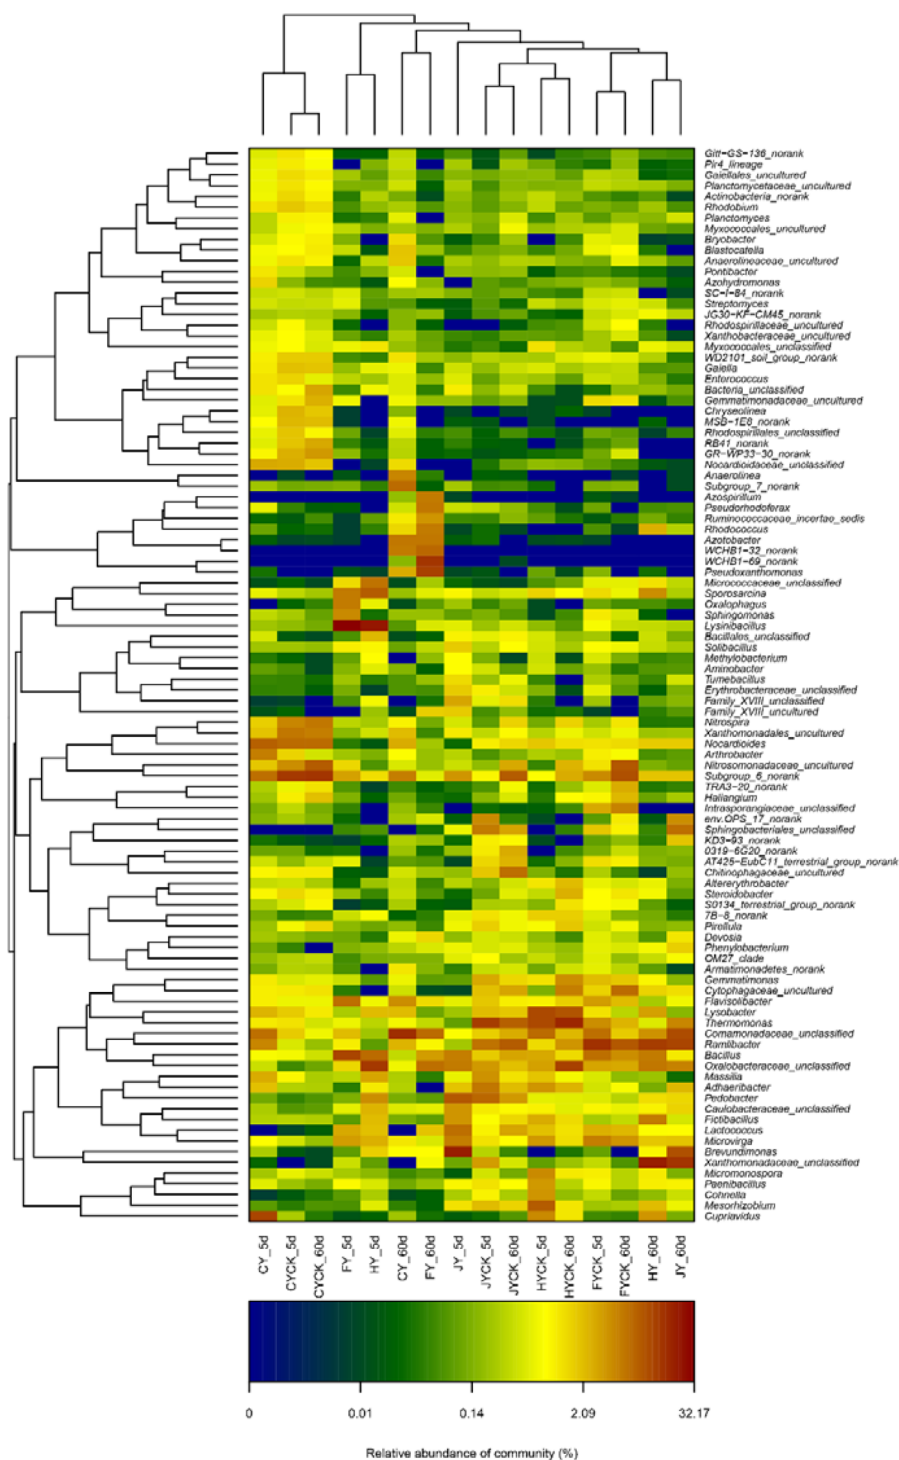 Gitt-GS-136_norank
Pir4_lineage
Gaiellales_uncultured
Planctomycetaceae_uncultured
Actinobacteria_norank
Rhodobium
Planctomyces
Myxococcales_uncultured
Bryobacter
Blastocatella
Anaerolineaceae_uncultured
Pontibacter
Azohydromonas
SC-I-84_norank
Streptomyces
JG30-KF-CM45_norank
Rhodospirillaceae_uncultured
Xanthobacteraceae_uncultured
Myxococcales_unclassified
WD2101_soil_group_norank
Gaiella
Enterococcus
Bacteria_unclassified
Gemmatimonadaceae_uncultured
Chryseolinea
MSB-1E8_norank
Rhodospirillales_unclassified
RB41_norank
GR-WP33-30_norank
Nocardioidaceae_unclassified
Anaerolinea
Subgroup_7_norank
Azospirillum
Pseudorhodoferax
Ruminococcaceae_incertae_sedis
Rhodococcus
Azotobacter
WCHB1-32_norank
WCHB1-69_norank
Pseudoxanthomonas
Micrococcaceae_unclassified
Sporosarcina
Oxalophagus
Sphingomonas
Lysinibacillus
Bacillales_unclassified
Solibacillus
Methylobacterium
Aminobacter
Tumebacillus
Erythrobacteraceae_unclassified
Family_XVIII_unclassified
Family_XVIII_uncultured
Nitrospira
Xanthomonadales_uncultured
Nocardioides
Arthrobacter
Nitrosomonadaceae_uncultured
Subgroup_6_norank
TRA3-20_norank
Haliangium
Intrasporangiaceae_unclassified
env.OPS_17_norank
Sphingobacteriales_unclassified
KD3-93_norank
0319-6G20_norank
AT425-EubC11_terrestrial_group_norank
Chitinophagaceae_uncultured
Altererythrobacter
Steroidobacter
S0134_terrestrial_group_norank
7B-8_norank
Pirellula
Devosia
Phenylobacterium
OM27_clade
Armatimonadetes_norank
Gemmatimonas
Cytophagaceae_uncultured
Flavisolibacter
Lysobacter
Thermomonas
Comamonadaceae_unclassified
Ramlibacter
Bacillus
Oxalobacteraceae_unclassified
Massilia
Adhaeribacter
Pedobacter
Caulobacteraceae_unclassified
Fictibacillus
Lactococcus
Microvirga
Brevundimonas
Xanthomonadaceae_unclassified
Micromonospora
Paenibacillus
Cohnella
Mesorhizobium
Cupriavidus
CY_5d
CYCK_5d
CYCK_60d
FY_5d
HY_5d
CY_60d
FY_60d
JY_5d
JYCK_5d
JYCK_60d
HYCK_5d
HYCK_60d
FYCK_5d
FYCK_60d
HY_60d
JY_60d
0 0.01 0.14 2.09 32.17
Relative abundance of community (%)